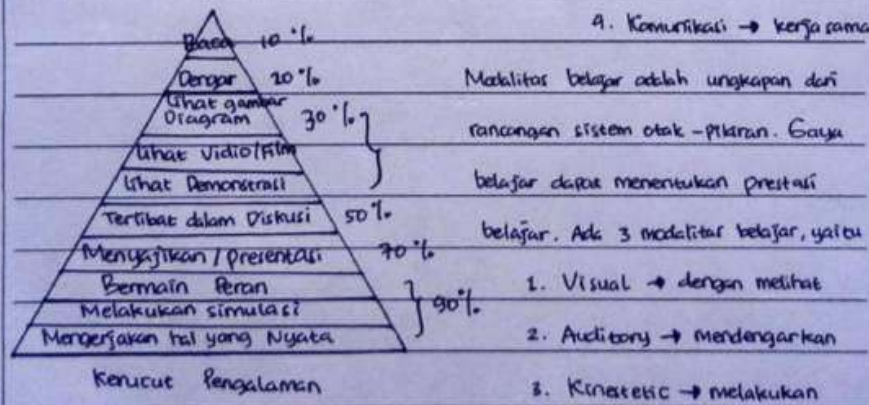 Baca 10%
Dengar 20%
Lihat gambar
Diagram 30%
Lihat Vidio/Film
Lihat Demonstrasi
Terlibat dalam Diskusi 50%
Menyajikan / presentasi 70%
Bermain Peran
Melakukan simulasi 90%
Mengerjakan hal yang Nyata
Kerucut Pengalaman
4. Komunikasi → kerja sama
Modalitas belajar adalah ungkapan dari
rancangan sistem otak - pikiran. Gaya
belajar dapat menentukan prestasi
belajar. Ada 3 modalitas belajar, yaitu
1. Visual → dengan melihat
2. Auditory → mendengarkan
3. Kinestetic → melakukan